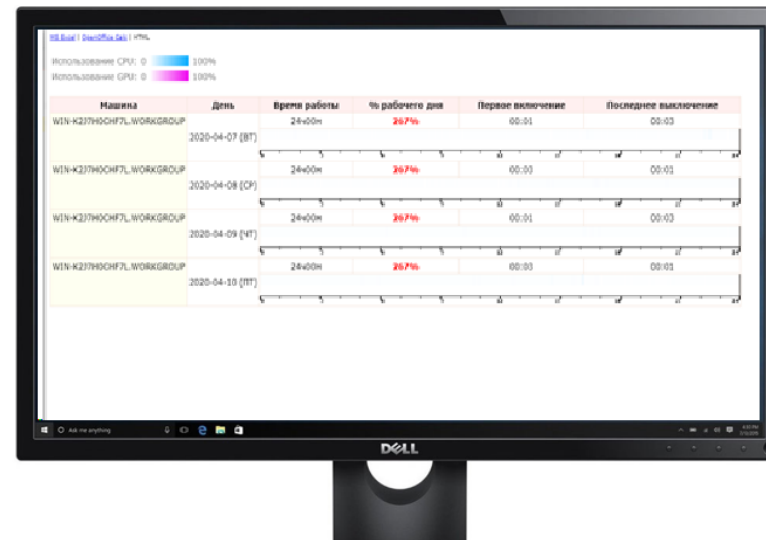 MS Excel | OpenOffice Calc | HTML
Использование CPU: 0 100%
Использование GPU: 0 100%
Машина День Время работы % рабочего дня Первое включение Последнее выключение
WIN-K2J7H0CHF7L.WORKGROUP 2020-04-07 (ВТ) 24ч00м 267% 00:01 00:03
WIN-K2J7H0CHF7L.WORKGROUP 2020-04-08 (СР) 24ч00м 267% 00:03 00:01
WIN-K2J7H0CHF7L.WORKGROUP 2020-04-09 (ЧТ) 24ч00м 267% 00:01 00:03
WIN-K2J7H0CHF7L.WORKGROUP 2020-04-10 (ПТ) 24ч00м 267% 00:03 00:01
Ask me anything
DELL